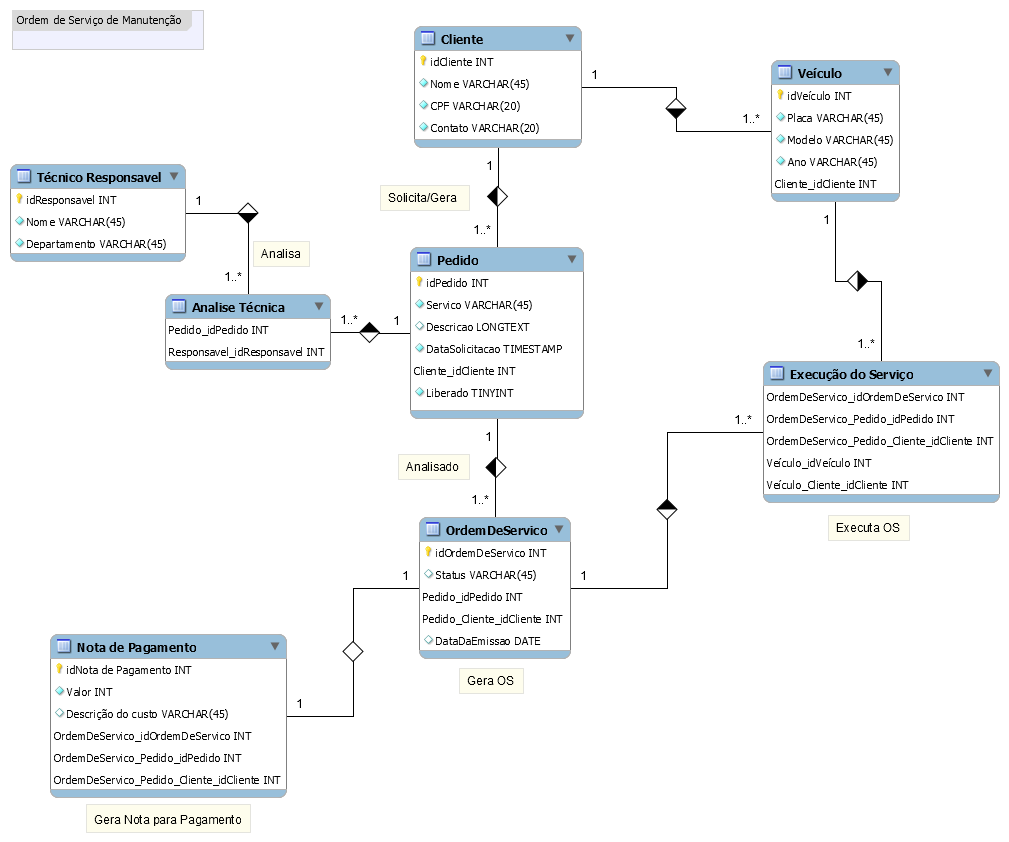 Ordem de Serviço de Manutenção
Cliente
idCliente INT
Nome VARCHAR(45)
CPF VARCHAR(20)
Contato VARCHAR(20)
1
1..*
Veículo
idVeículo INT
Placa VARCHAR(45)
Modelo VARCHAR(45)
Ano VARCHAR(45)
Cliente_idCliente INT
Técnico Responsavel
idResponsavel INT
Nome VARCHAR(45)
Departamento VARCHAR(45)
1
Analisa
1..*
1
Solicita/Gera
1..*
Analise Técnica
Pedido_idPedido INT
Responsavel_idResponsavel INT
1..*
1
Pedido
idPedido INT
Servico VARCHAR(45)
Descricao LONGTEXT
DataSolicitacao TIMESTAMP
Cliente_idCliente INT
Liberado TINYINT
1
1..*
Execução do Serviço
OrdemDeServico_idOrdemDeServico INT
OrdemDeServico_Pedido_idPedido INT
OrdemDeServico_Pedido_Cliente_idCliente INT
Veículo_idVeículo INT
Veículo_Cliente_idCliente INT
Executa OS
1
Analisado
1..*
1..*
OrdemDeServico
idOrdemDeServico INT
Status VARCHAR(45)
Pedido_idPedido INT
Pedido_Cliente_idCliente INT
DataDaEmissao DATE
1
1
Gera OS
Nota de Pagamento
idNota de Pagamento INT
Valor INT
Descrição do custo VARCHAR(45)
OrdemDeServico_idOrdemDeServico INT
OrdemDeServico_Pedido_idPedido INT
OrdemDeServico_Pedido_Cliente_idCliente INT
1
Gera Nota para Pagamento